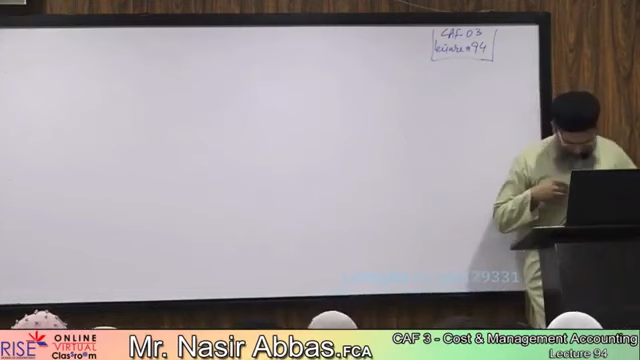 CAF 03
lecture # 94
29331
RISE
ONLINE
VIRTUAL
Classroom
Mr. Nasir Abbas.FCA
CAF 3 - Cost & Management Accounting
Lecture 94